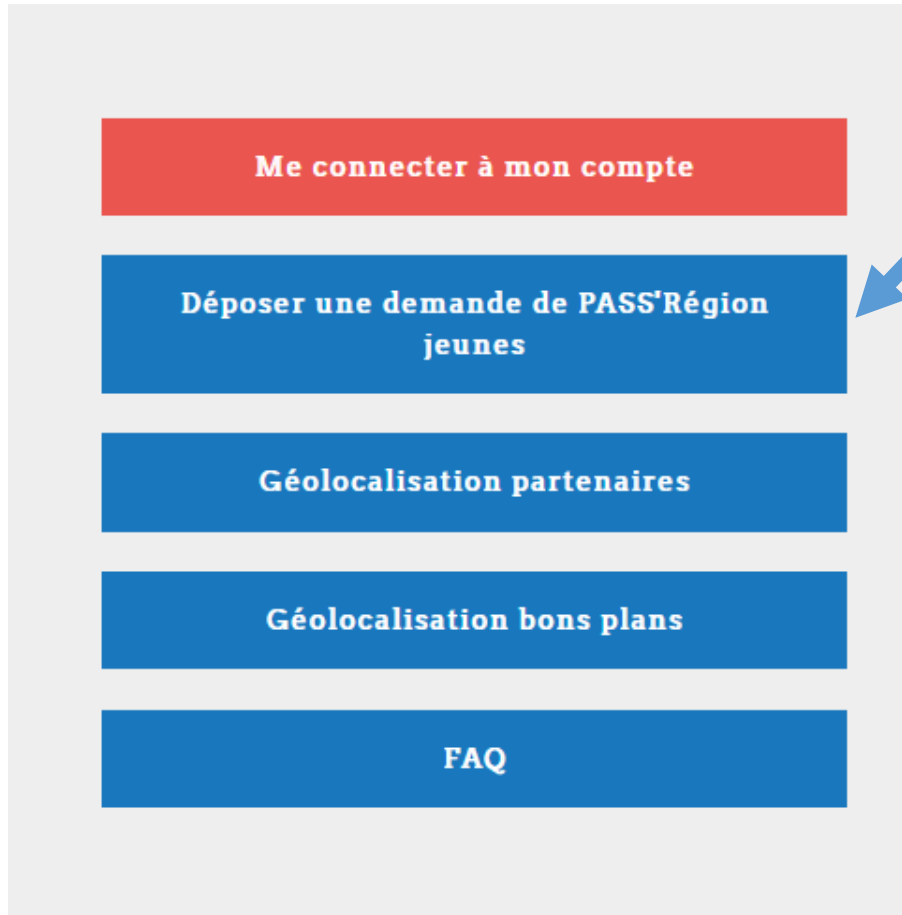 Me connecter à mon compte
Déposer une demande de PASS'Région
jeunes
Géolocalisation partenaires
Géolocalisation bons plans
FAQ